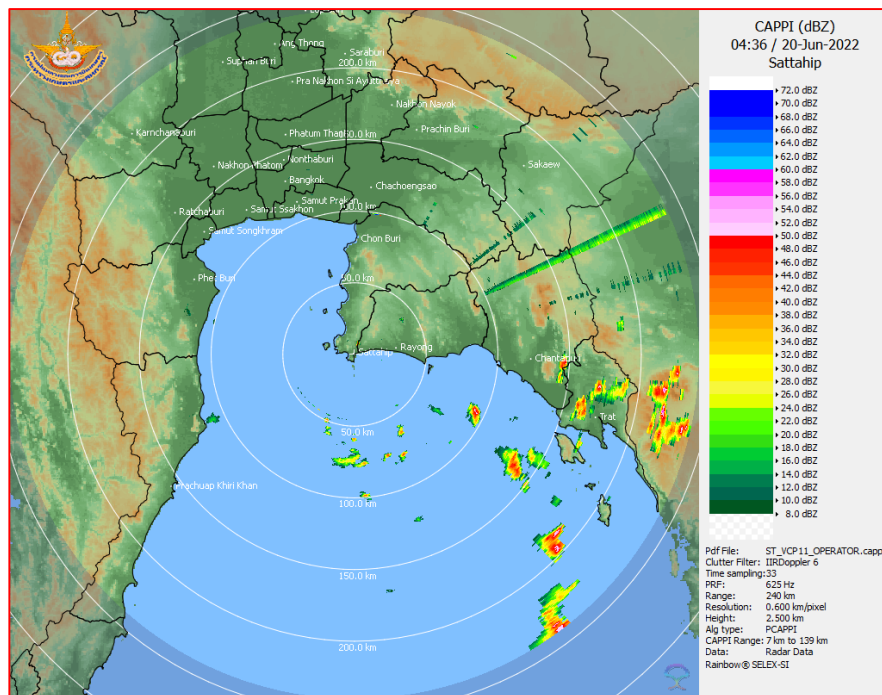 CAPPI (dBZ)
04:36 / 20-Jun-2022
Sattahip
72.0 dBZ
70.0 dBZ
68.0 dBZ
66.0 dBZ
64.0 dBZ
62.0 dBZ
60.0 dBZ
58.0 dBZ
56.0 dBZ
54.0 dBZ
52.0 dBZ
50.0 dBZ
48.0 dBZ
46.0 dBZ
44.0 dBZ
42.0 dBZ
40.0 dBZ
38.0 dBZ
36.0 dBZ
34.0 dBZ
32.0 dBZ
30.0 dBZ
28.0 dBZ
26.0 dBZ
24.0 dBZ
22.0 dBZ
20.0 dBZ
18.0 dBZ
16.0 dBZ
14.0 dBZ
12.0 dBZ
10.0 dBZ
8.0 dBZ
Pdf File: ST_VCP11_OPERATOR.capp
Clutter Filter: IIRDoppler 6
Time sampling:33
PRF: 625 Hz
Range: 240 km
Resolution: 0.600 km/pixel
Height: 2.500 km
Alg type: PCAPPI
CAPPI Range: 7 km to 139 km
Data: Radar Data
Rainbow® SELEX-SI
Ang Thong
Saraburi
Suphan Buri
200.0 km
Pra Nakhon Si Ayutthaya
Nakhon Nayok
Karnchanaburi
Phatum Thani
Prachin Buri
Nonthaburi
Nakhon Phatom
Sakaew
Bangkok
Chachoengsao
Samut Prakan
Ratchaburi
Samut Ssakhon
Samut Songkhram
Chon Buri
Phet Buri
50.0 km
Rayong
Sattahip
Chantaburi
Trat
50.0 km
Prachuap Khiri Khan
100.0 km
150.0 km
200.0 km